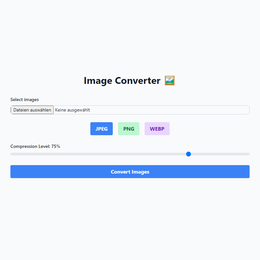 Image Converter
Select images
Dateien auswählen Keine ausgewählt
JPEG PNG WEBP
Compression Level: 75%
Convert Images